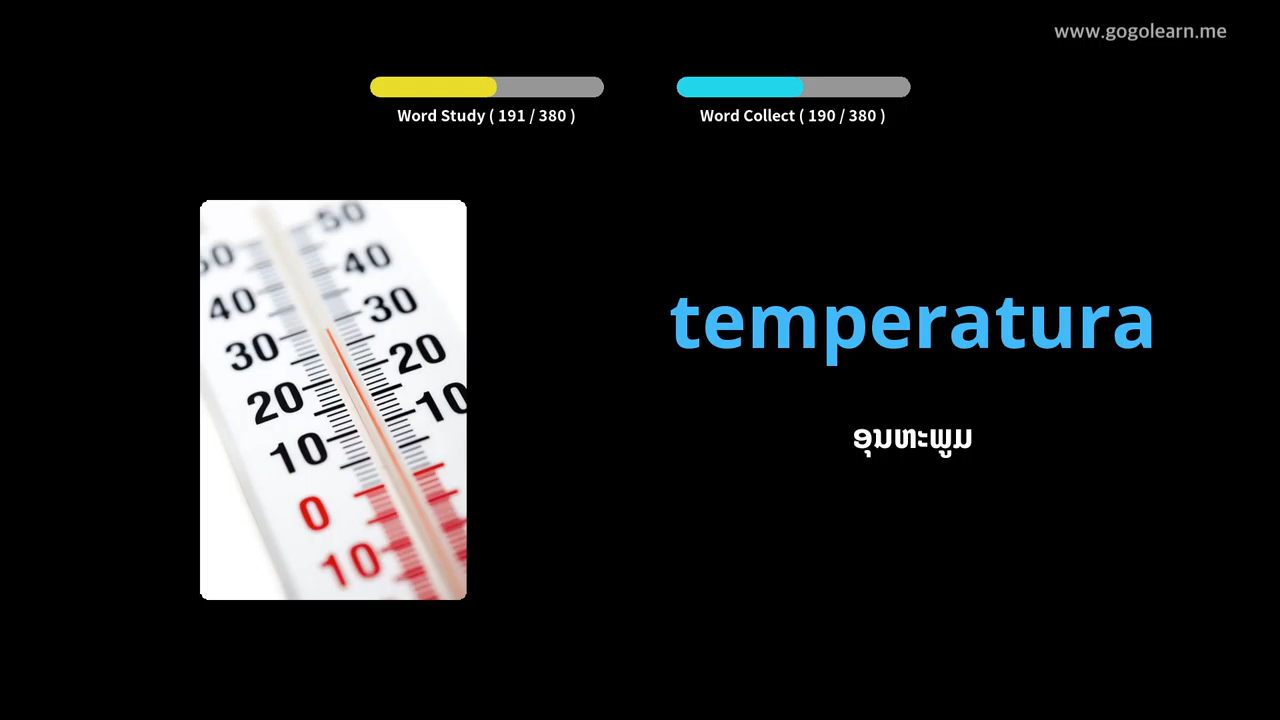 www.gogolearn.me
Word Study ( 191 / 380 )
Word Collect ( 190 / 380 )
50
50
40
40
30
30
20
20
10
10
0
10
temperatura
ອຸນຫະພູມ